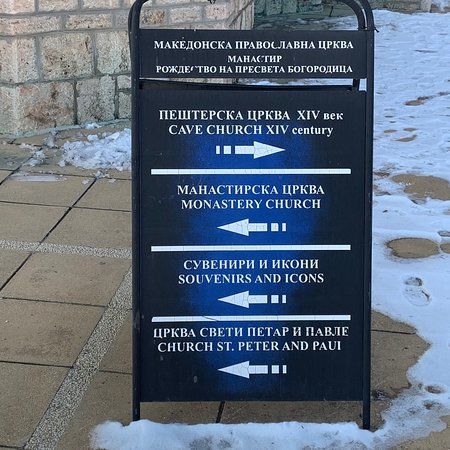 МАКЕДОНСКА ПРАВОСЛАВНА ЦРКВА
МАНАСТИР
РОЖДЕСТВО НА ПРЕСВЕТА БОГОРОДИЦА
ПЕШТЕРСКА ЦРКВА XIV век
CAVE CHURCH XIV century
МАНАСТИРСКА ЦРКВА
MONASTERY CHURCH
СУВЕНИРИ И ИКОНИ
SOUVENIRS AND ICONS
ЦРКВА СВЕТИ ПЕТАР И ПАВЛЕ
CHURCH ST. PETER AND PAUL